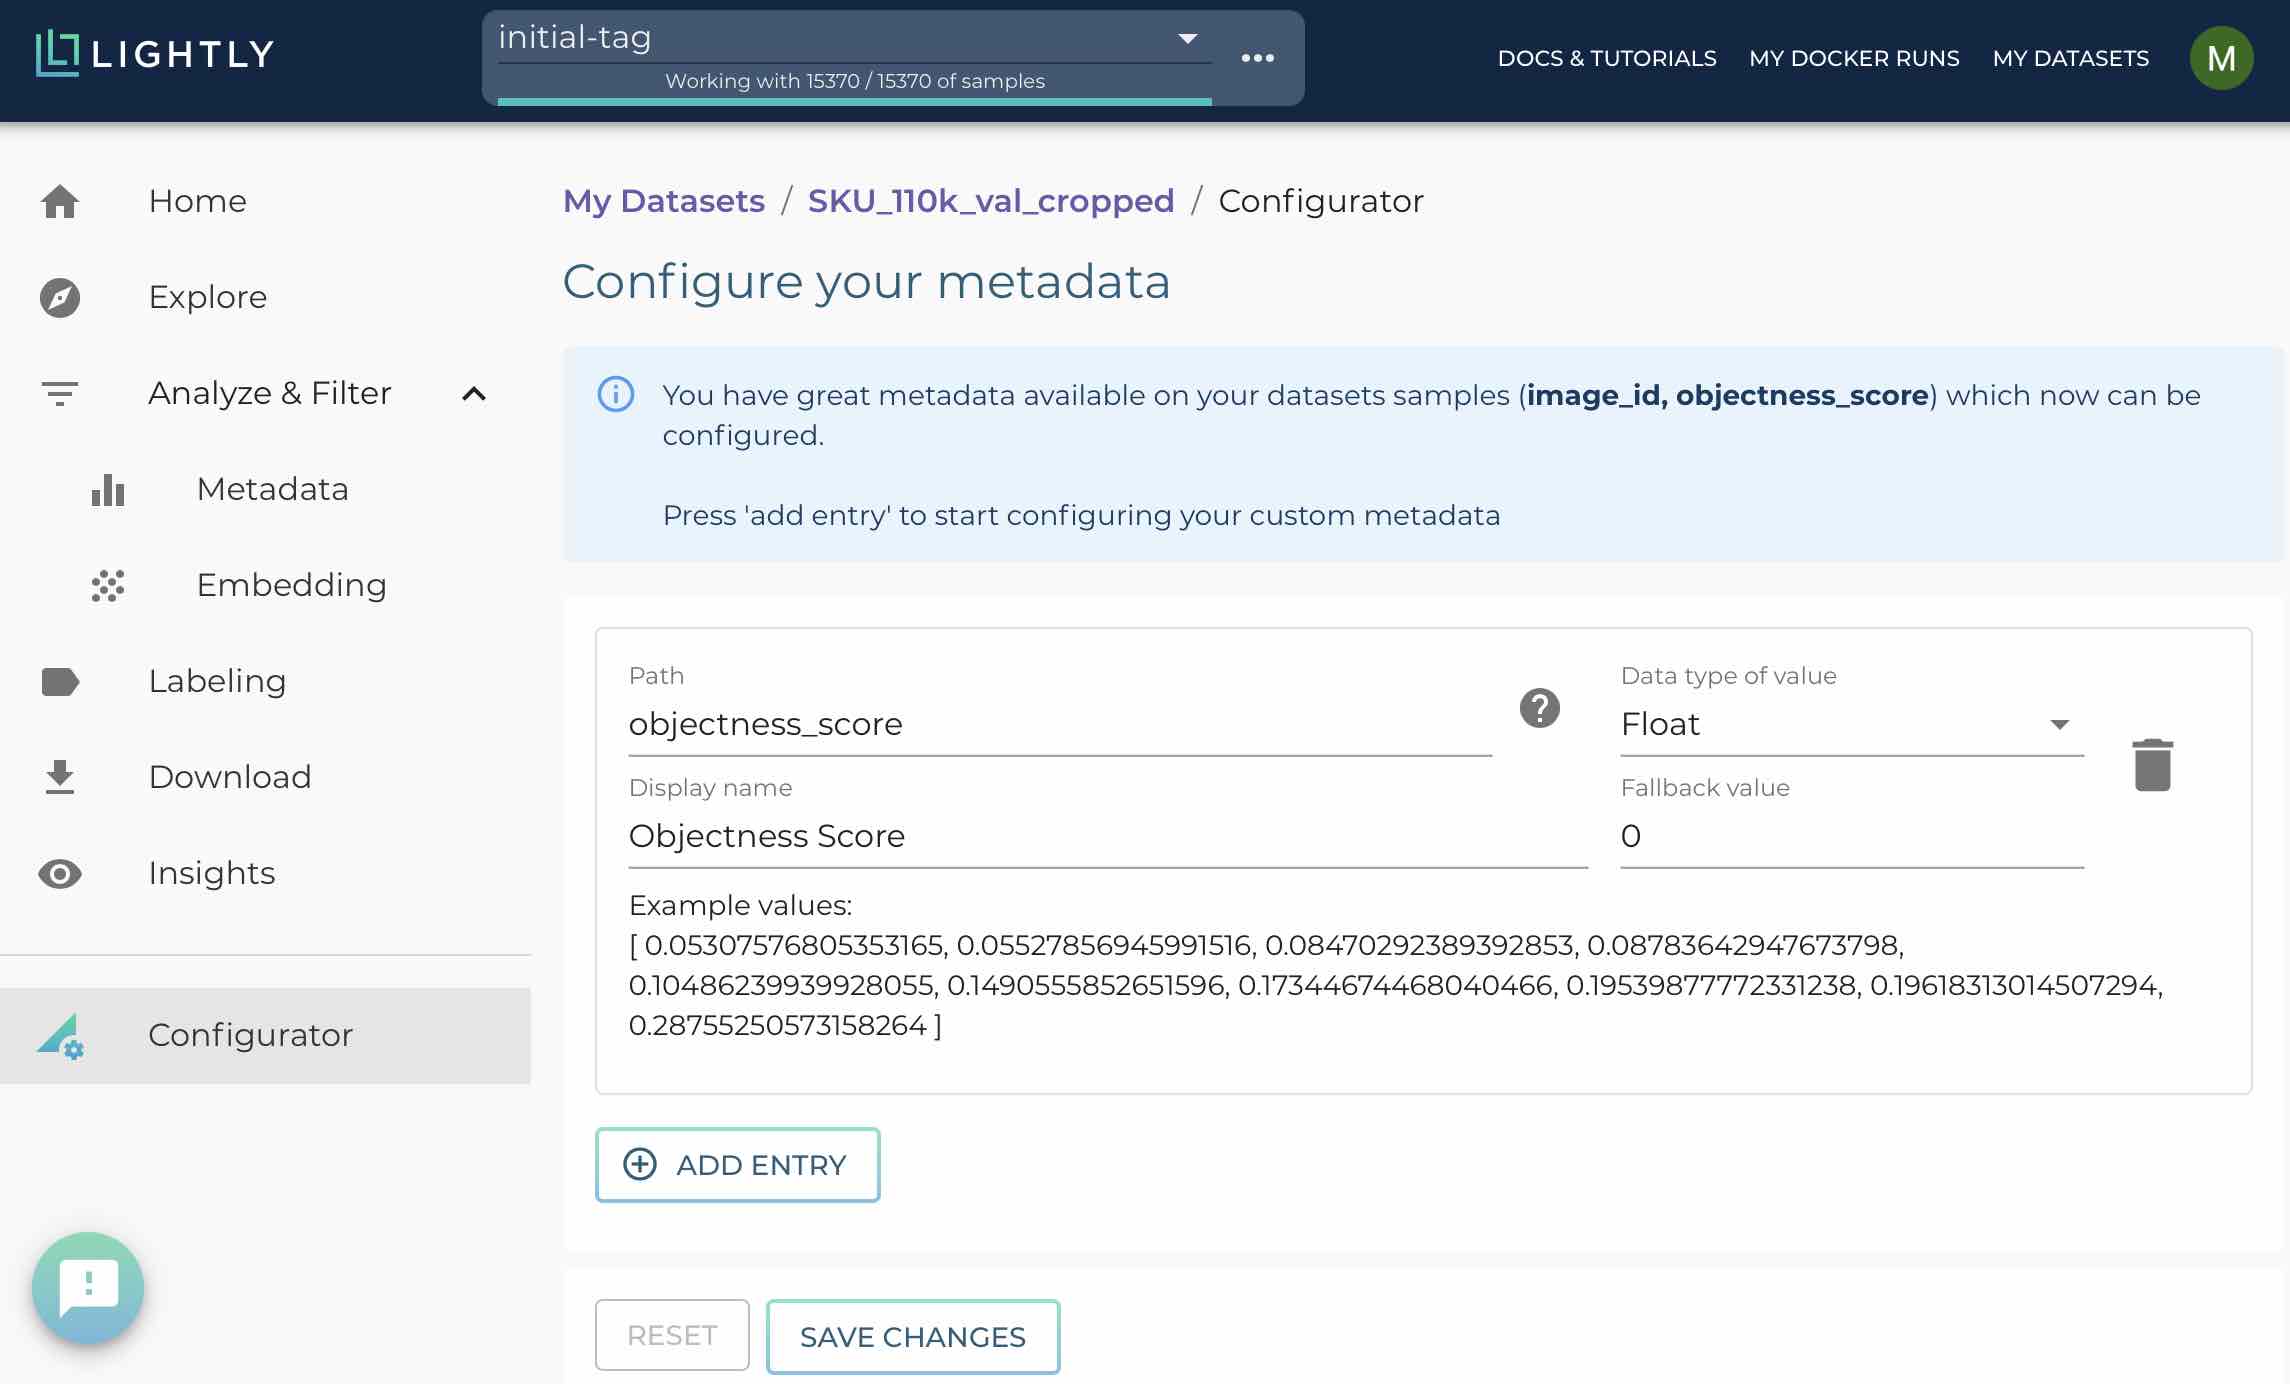 LIGHTLY
initial-tag
Working with 15370 / 15370 of samples
DOCS & TUTORIALS
MY DOCKER RUNS
MY DATASETS
M
Home
Explore
Analyze & Filter
Metadata
Embedding
Labeling
Download
Insights
Configurator
My Datasets / SKU_110k_val_cropped / Configurator
Configure your metadata
You have great metadata available on your datasets samples (image_id, objectness_score) which now can be
configured.
Press 'add entry' to start configuring your custom metadata
Path
objectness_score
Data type of value
Float
Display name
Objectness Score
Fallback value
0
Example values:
[ 0.05307576805353165, 0.05527856945991516, 0.08470292389392853, 0.08783642947673798,
0.10486239939928055, 0.1490555852651596, 0.17344674468040466, 0.19539877772331238, 0.19618313014507294,
0.28755250573158264 ]
ADD ENTRY
RESET
SAVE CHANGES